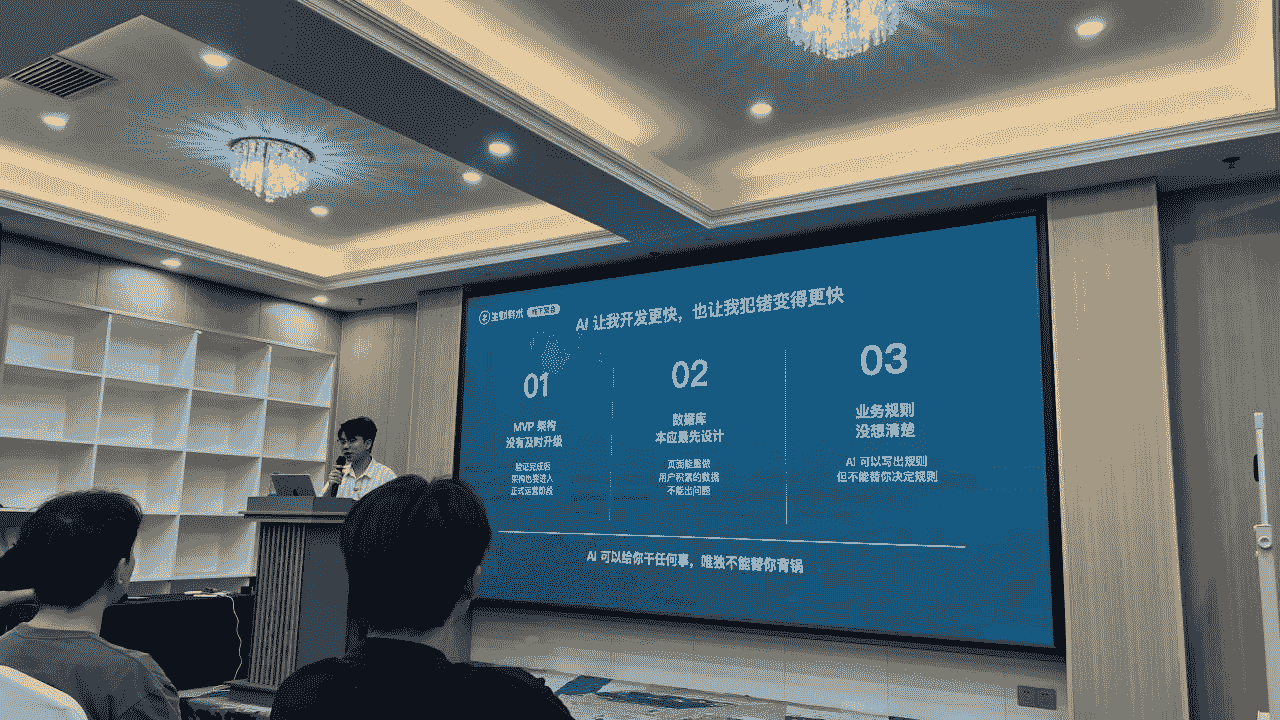 生财有术
AI 让我开发更快，也让我犯错变得更快
01
MVP 架构
没有及时升级
验证完成后
架构也要进入
正式运营阶段
02
数据库
本应最先设计
页面能重做
用户积累的数据
不能出问题
03
业务规则
没想清楚
AI 可以写出规则
但不能替你决定规则
AI 可以给你干任何事，唯独不能替你背锅